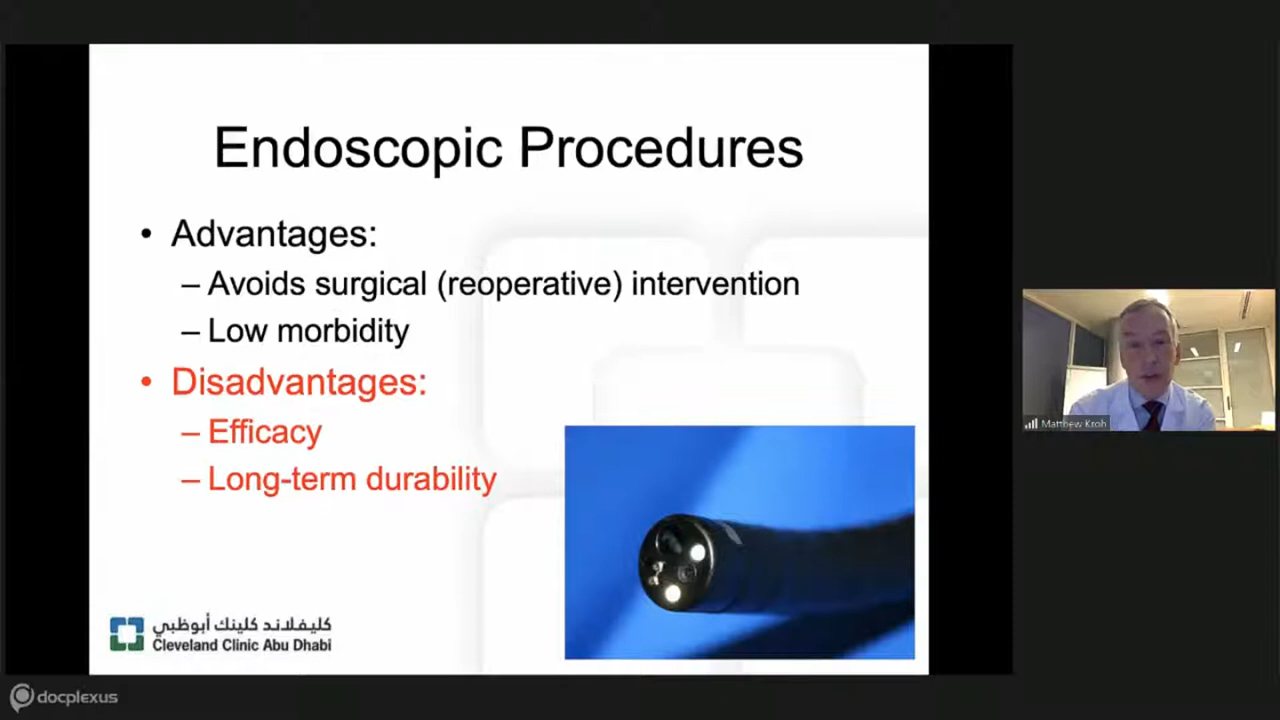 Endoscopic Procedures
• Advantages:
– Avoids surgical (reoperative) intervention
– Low morbidity
• Disadvantages:
– Efficacy
– Long-term durability
كليفلاند كلينك أبوظبي
Cleveland Clinic Abu Dhabi
Matthew Kroh
docplexus